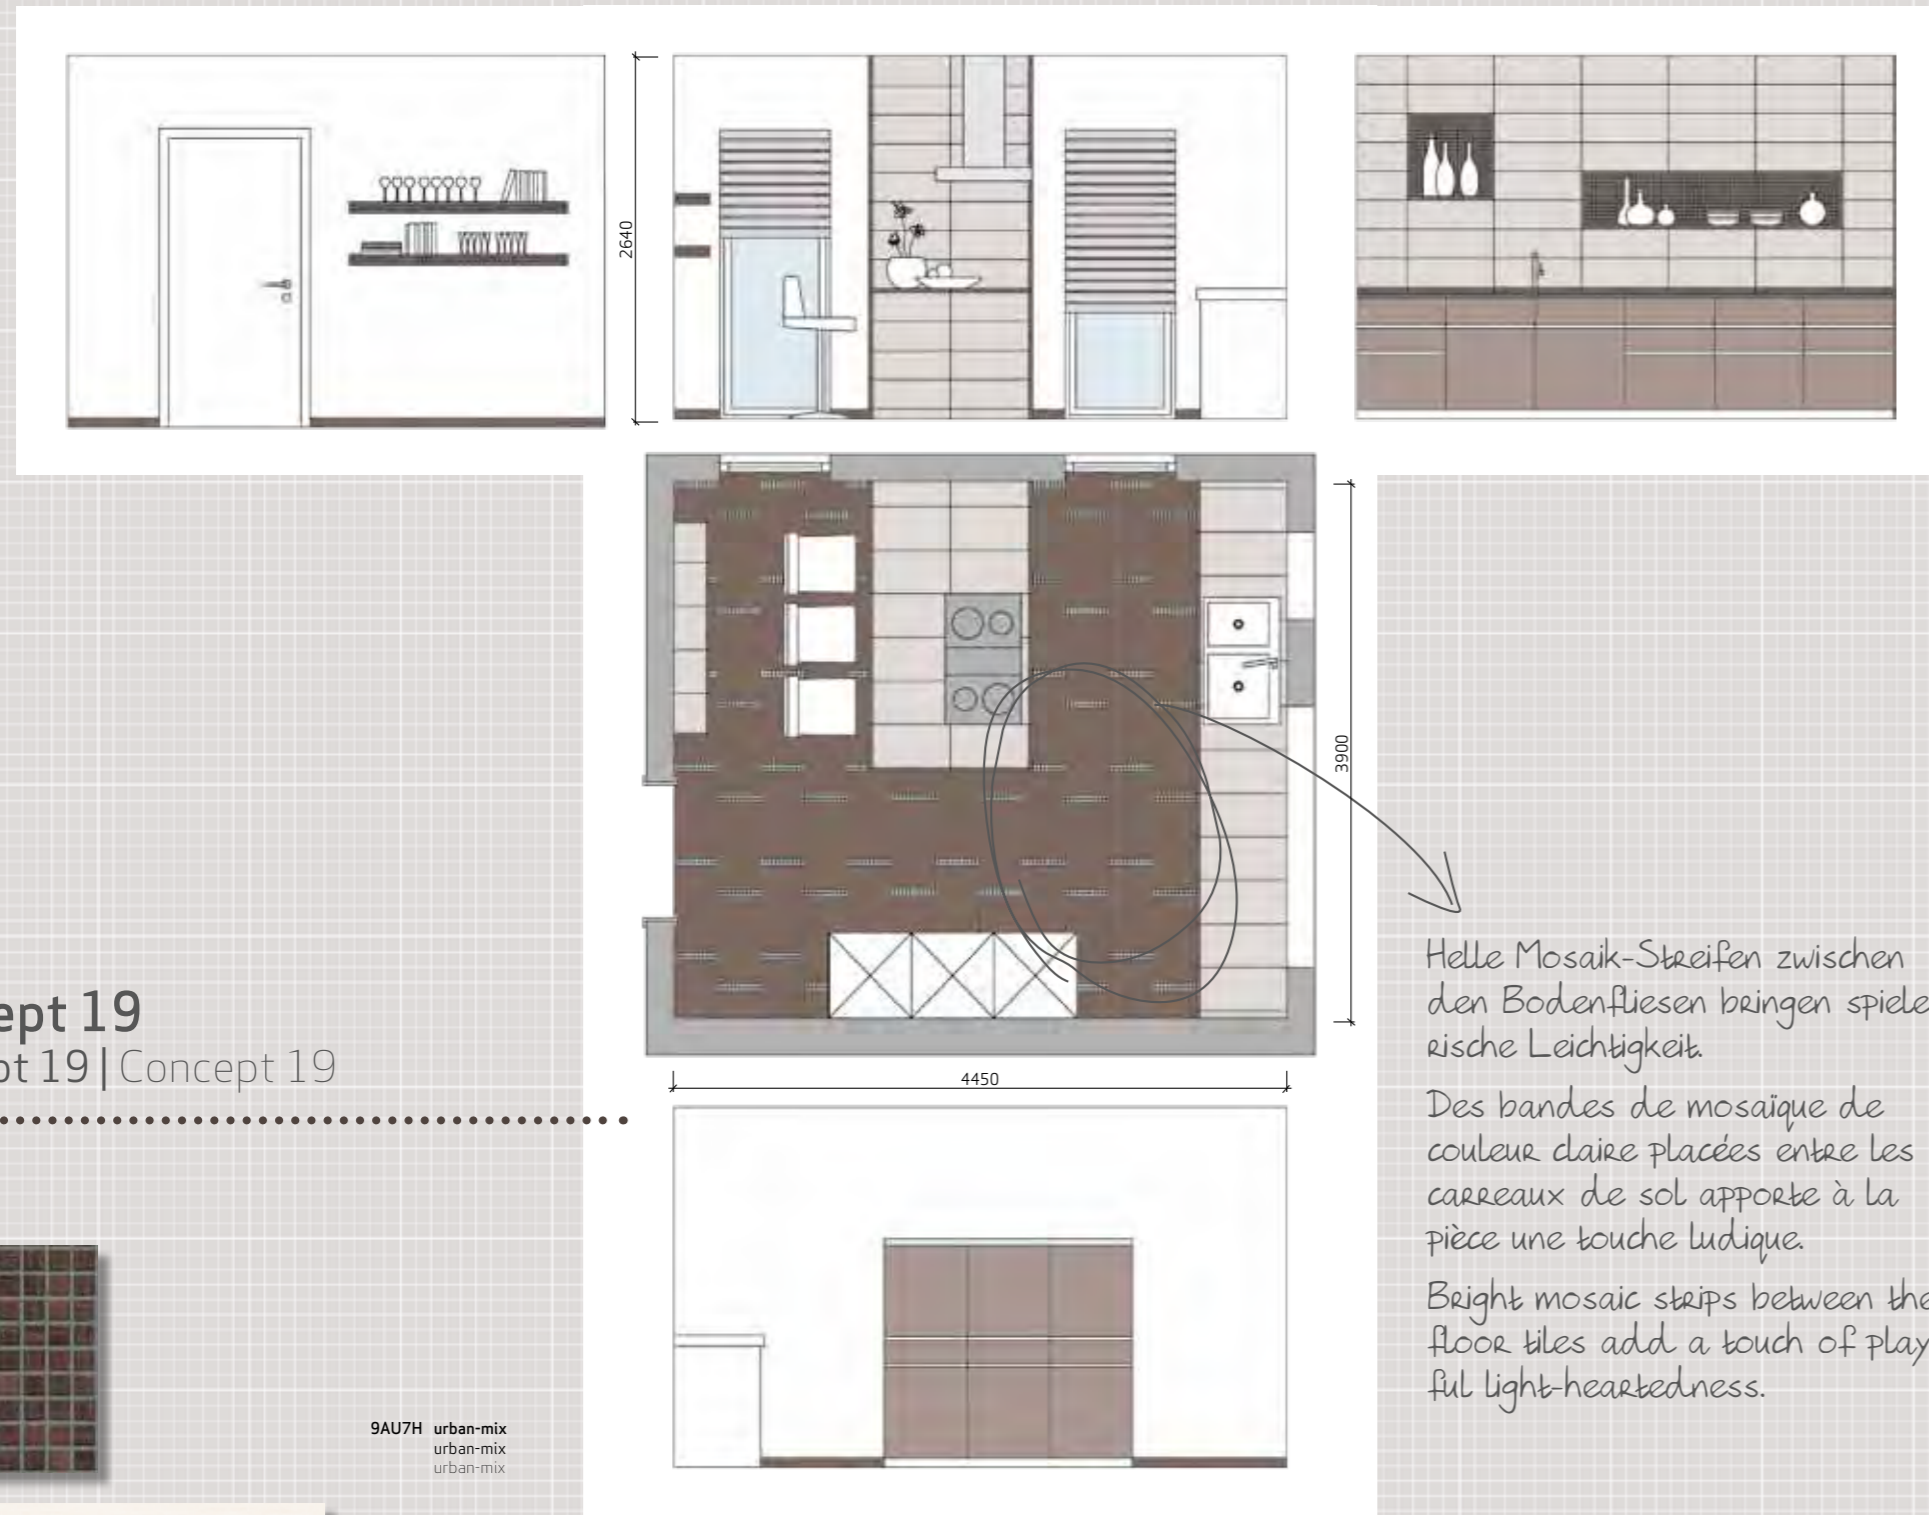 2640
3900
4450
ept 19
pt 19 | Concept 19
9AU7H urban-mix
urban-mix
urban-mix
Helle Mosaik-Streifen zwischen
den Bodenfliesen bringen spiele
rische Leichtigkeit.
Des bandes de mosaïque de
couleur claire placées entre les
carreaux de sol apporte à la
pièce une touche ludique.
Bright mosaic strips between the
floor tiles add a touch of play
ful light-heartedness.